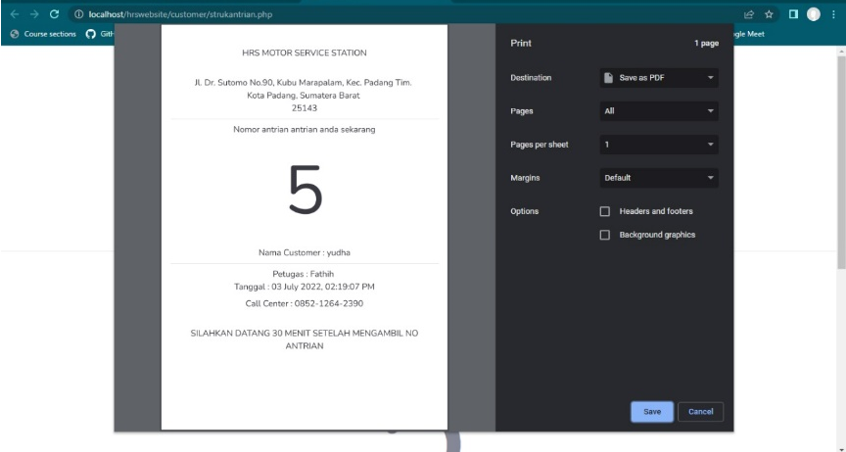 localhost/hrswebsite/customer/strukantrian.php
Course sections
gle Meet
HRS MOTOR SERVICE STATION
Jl. Dr. Sutomo No.90, Kubu Marapalam, Kec. Padang Tim.
Kota Padang, Sumatera Barat
25143
Nomor antrian antrian anda sekarang
5
Nama Customer : yudha
Petugas : Fathih
Tanggal : 03 July 2022, 02:19:07 PM
Call Center : 0852-1264-2390
SILAHKAN DATANG 30 MENIT SETELAH MENGAMBIL NO
ANTRIAN
Print
1 page
Destination
Save as PDF
Pages
All
Pages per sheet
1
Margins
Default
Options
Headers and footers
Background graphics
Save
Cancel